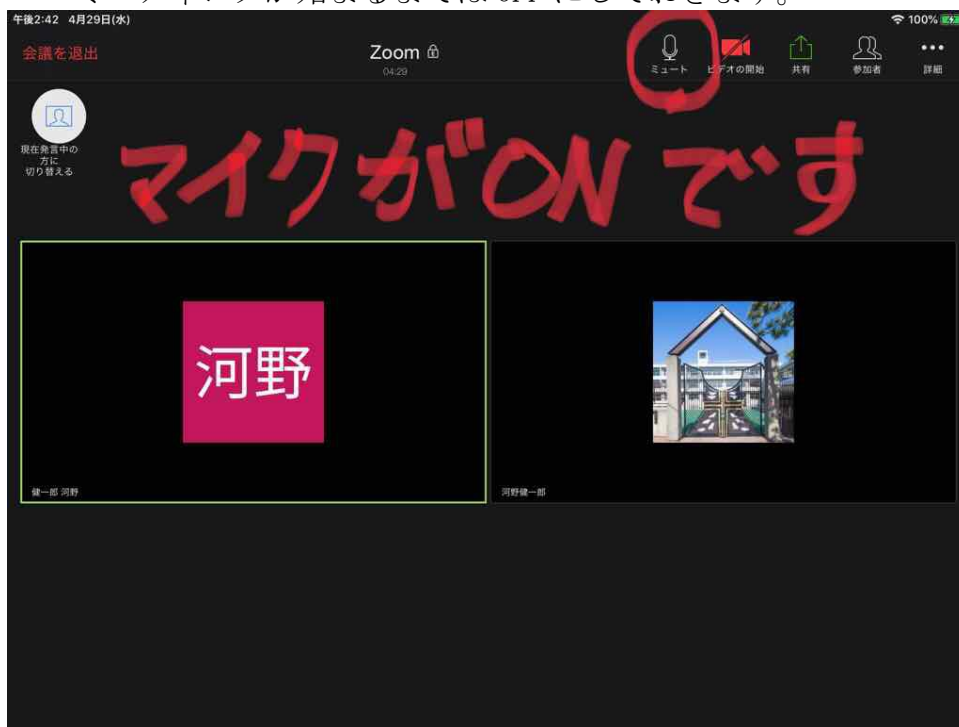 午後2:42 4月29日(水) 100%
会議を退出 Zoom ミュート ビデオの開始 共有 参加者 詳細
04:29
現在発言中の
方に
切り替える
マイクがONです
河野
健一郎 河野 河野健一郎